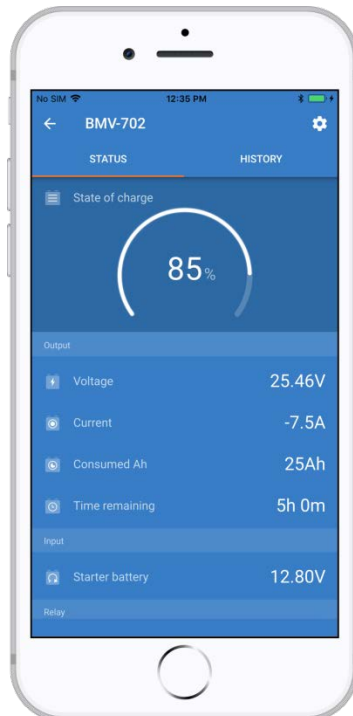 No SIM 12:35 PM
BMV-702
STATUS HISTORY
State of charge
85%
Output
Voltage 25.46V
Current -7.5A
Consumed Ah 25Ah
Time remaining 5h 0m
Input
Starter battery 12.80V
Relay